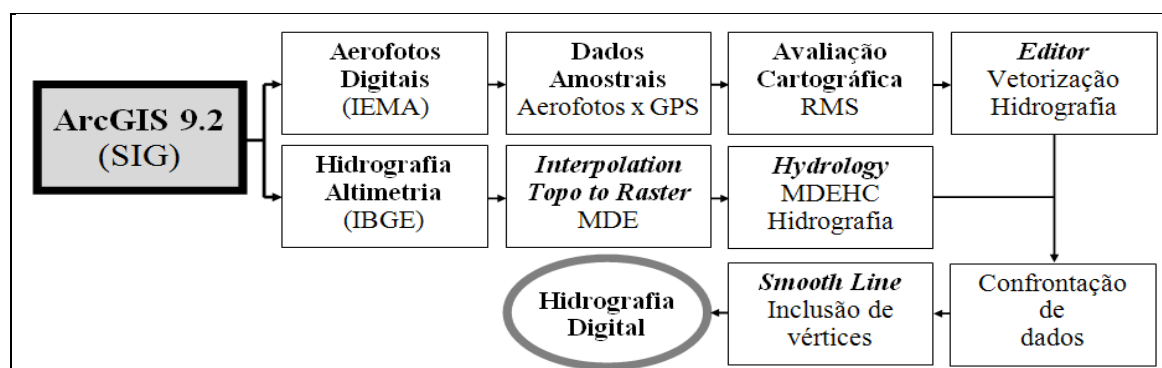 ArcGIS 9.2
(SIG)
Aerofotos
Digitais
(IEMA)
Dados
Amostrais
Aerofotos x GPS
Avaliação
Cartográfica
RMS
Editor
Vetorização
Hidrografia
Hidrografia
Altimetria
(IBGE)
Interpolation
Topo to Raster
MDE
Hydrology
MDEHC
Hidrografia
Confrontação
de
dados
Smooth Line
Inclusão de
vértices
Hidrografia
Digital